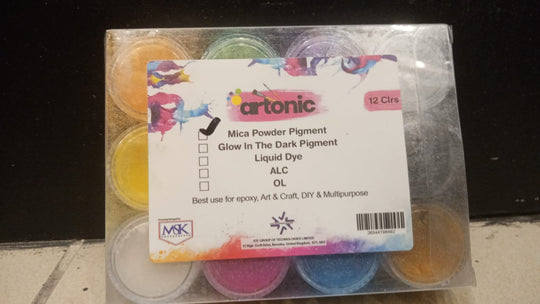 artonic
12 Clrs
Mica Powder Pigment
Glow In The Dark Pigment
Liquid Dye
ALC
OL
Best use for epoxy, Art & Craft, DIY & Multipurpose
MSK